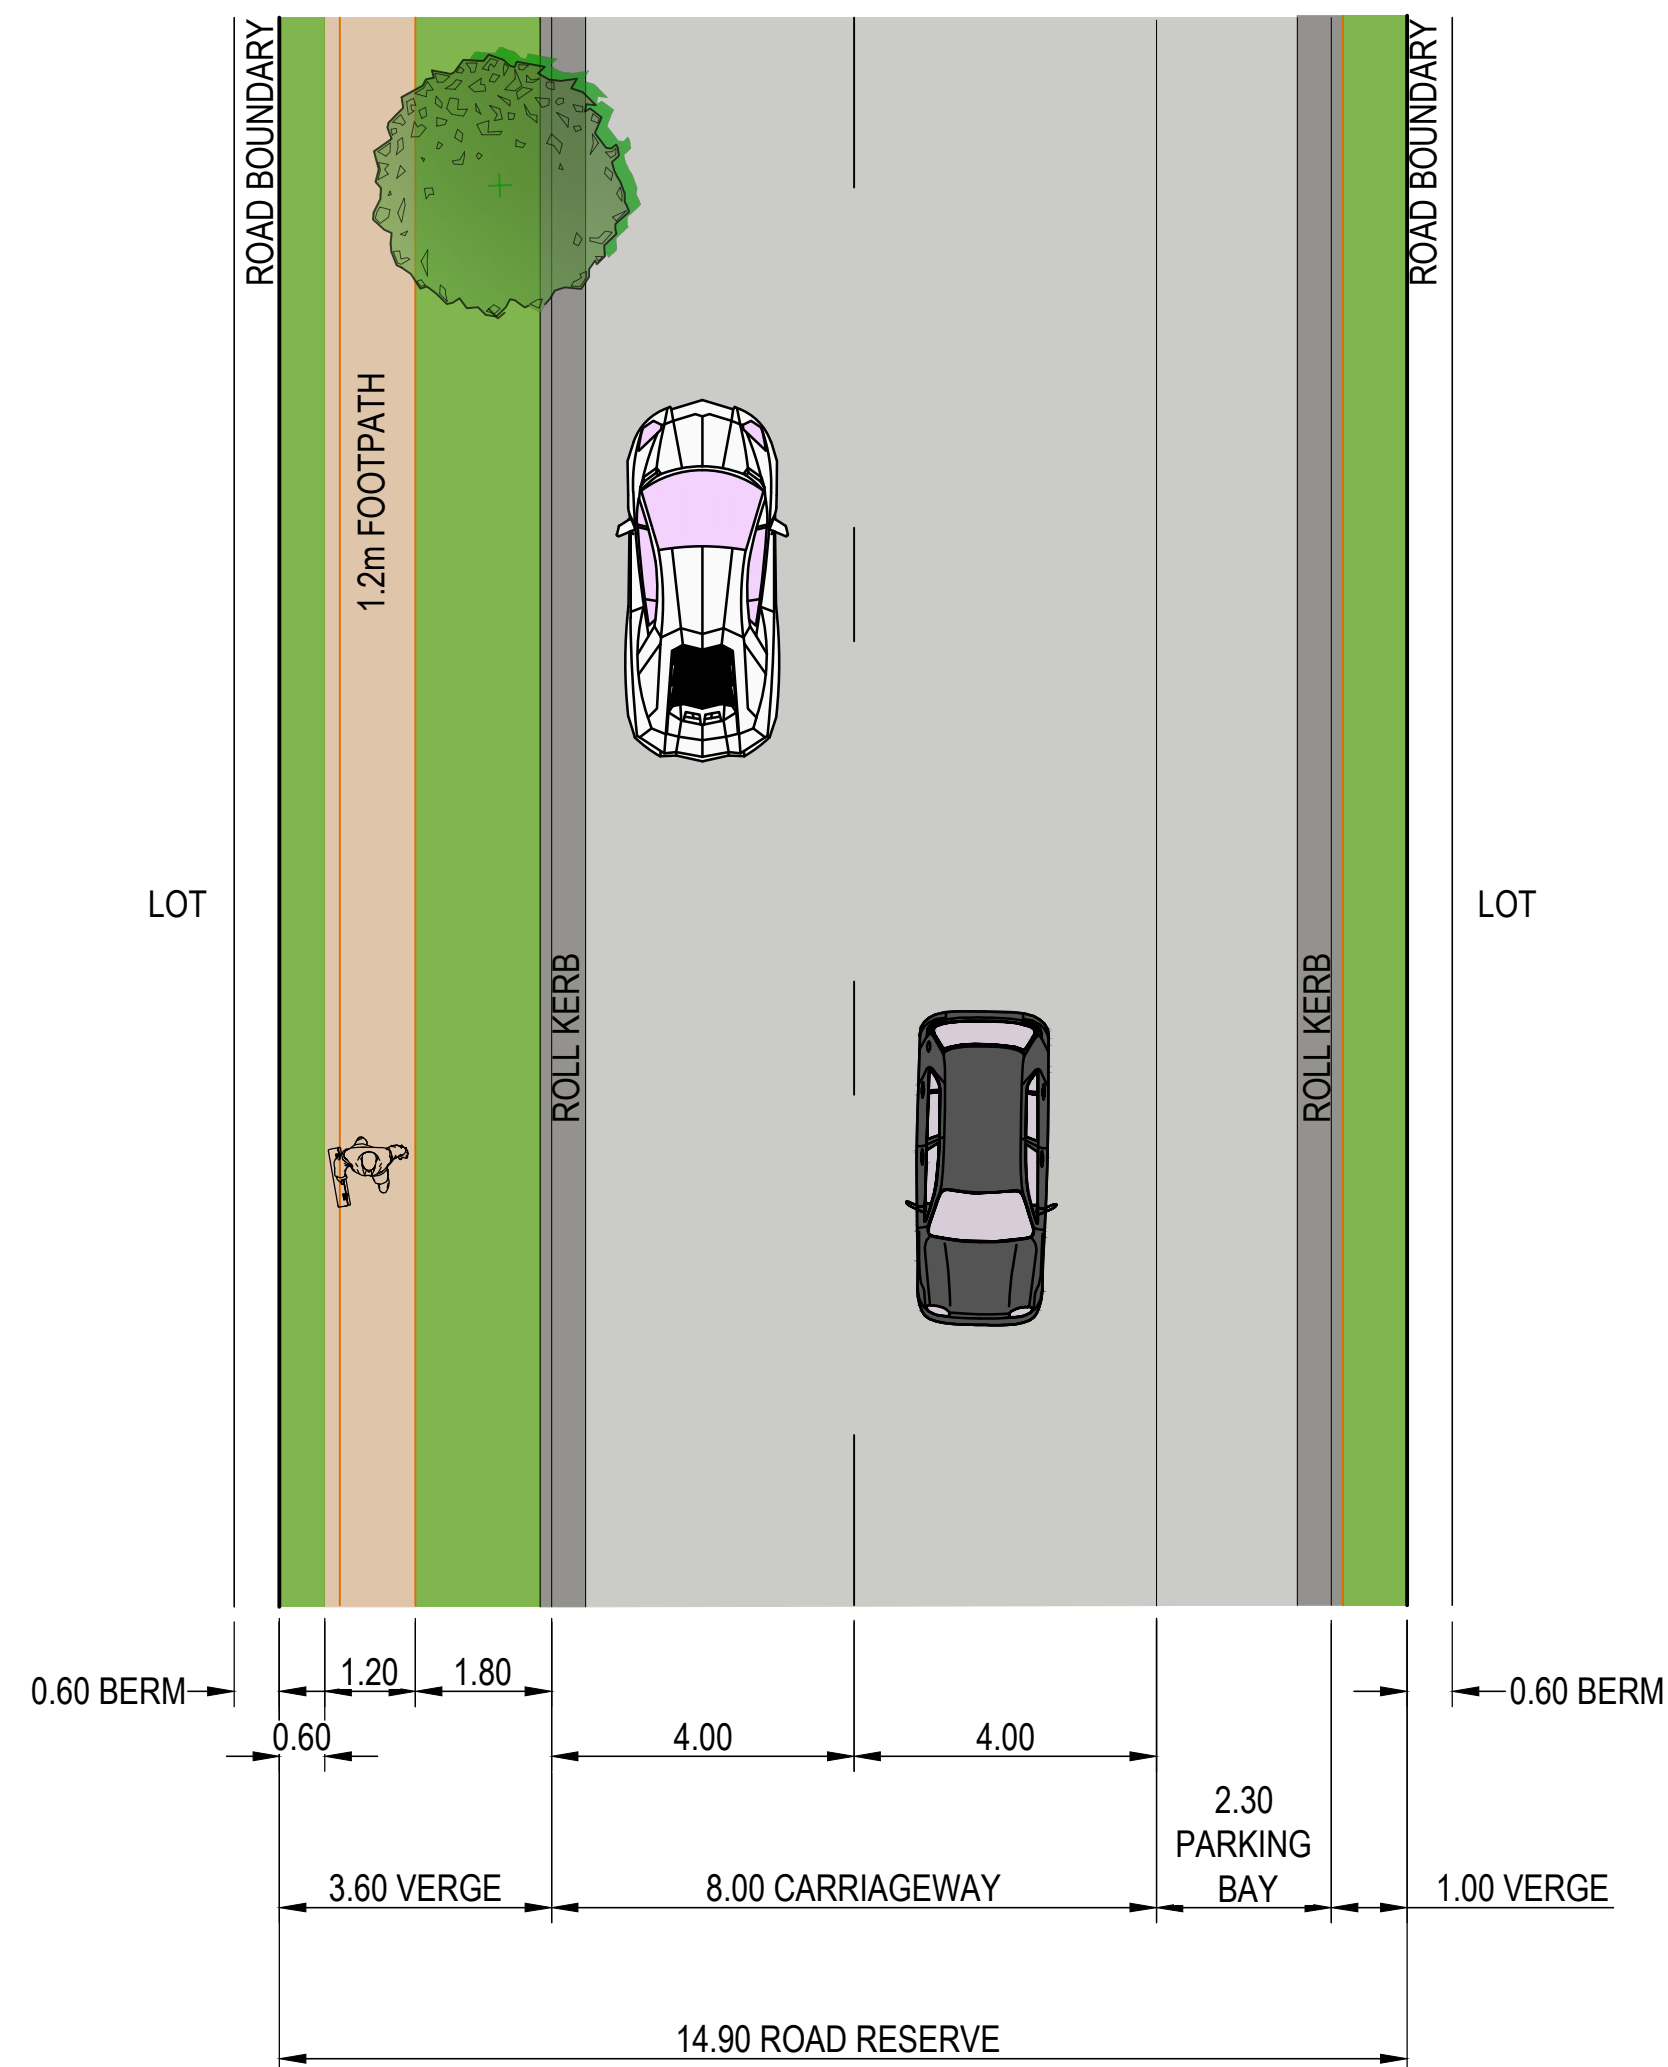 ROAD BOUNDARY
ROAD BOUNDARY
1.2m FOOTPATH
LOT
LOT
ROLL KERB
ROLL KERB
0.60 BERM
1.20
1.80
0.60 BERM
0.60
4.00
4.00
2.30
PARKING
BAY
3.60 VERGE
8.00 CARRIAGEWAY
1.00 VERGE
14.90 ROAD RESERVE